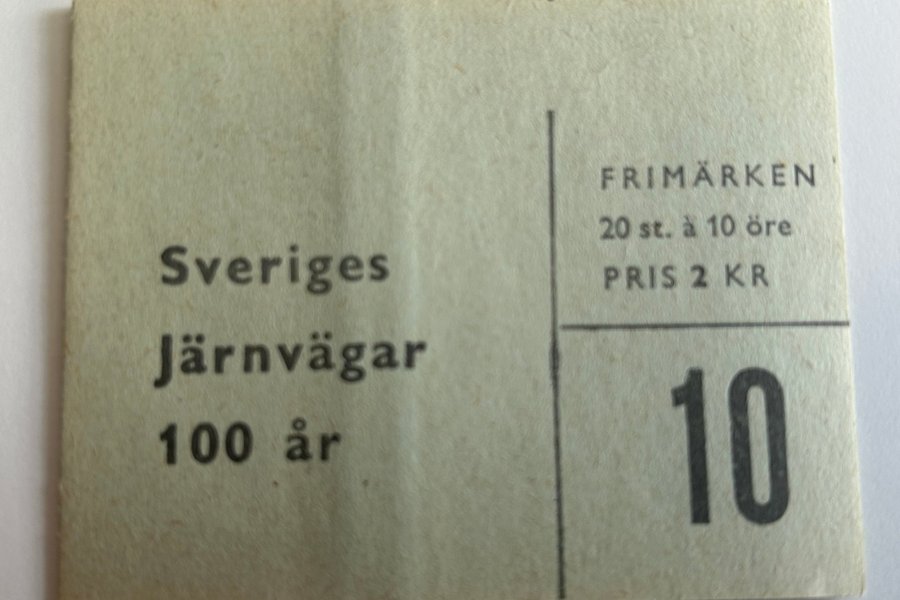 Sveriges
Järnvägar
100 år
FRIMÄRKEN
20 st. à 10 öre
PRIS 2 KR
10